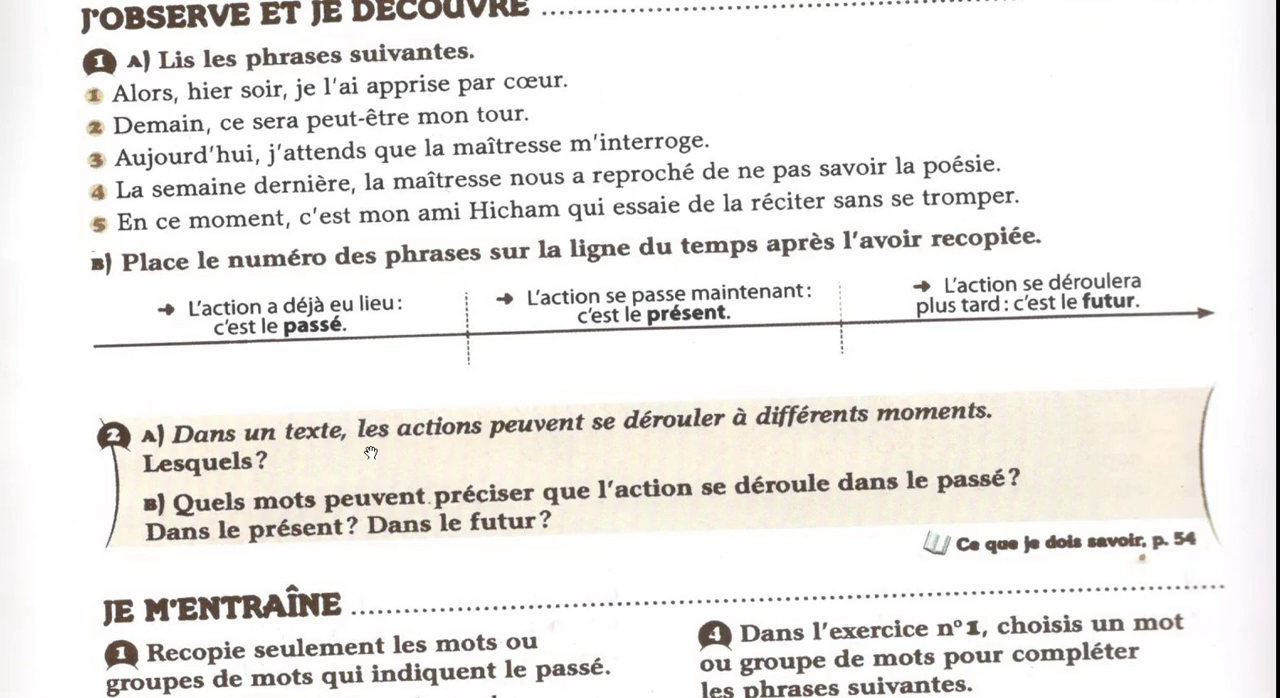 J'OBSERVE ET JE DÉCOUVRE
1 A) Lis les phrases suivantes.
1 Alors, hier soir, je l'ai apprise par cœur.
2 Demain, ce sera peut-être mon tour.
3 Aujourd'hui, j'attends que la maîtresse m'interroge.
4 La semaine dernière, la maîtresse nous a reproché de ne pas savoir la poésie.
5 En ce moment, c'est mon ami Hicham qui essaie de la réciter sans se tromper.
B) Place le numéro des phrases sur la ligne du temps après l'avoir recopiée.
→ L'action a déjà eu lieu :
c'est le passé.
→ L'action se passe maintenant :
c'est le présent.
→ L'action se déroulera
plus tard : c'est le futur.
2 A) Dans un texte, les actions peuvent se dérouler à différents moments.
Lesquels ?
B) Quels mots peuvent préciser que l'action se déroule dans le passé ?
Dans le présent ? Dans le futur ?
Ce que je dois savoir, p. 54
JE M'ENTRAÎNE
1 Recopie seulement les mots ou
groupes de mots qui indiquent le passé.
4 Dans l'exercice n° 1, choisis un mot
ou groupe de mots pour compléter
les phrases suivantes.